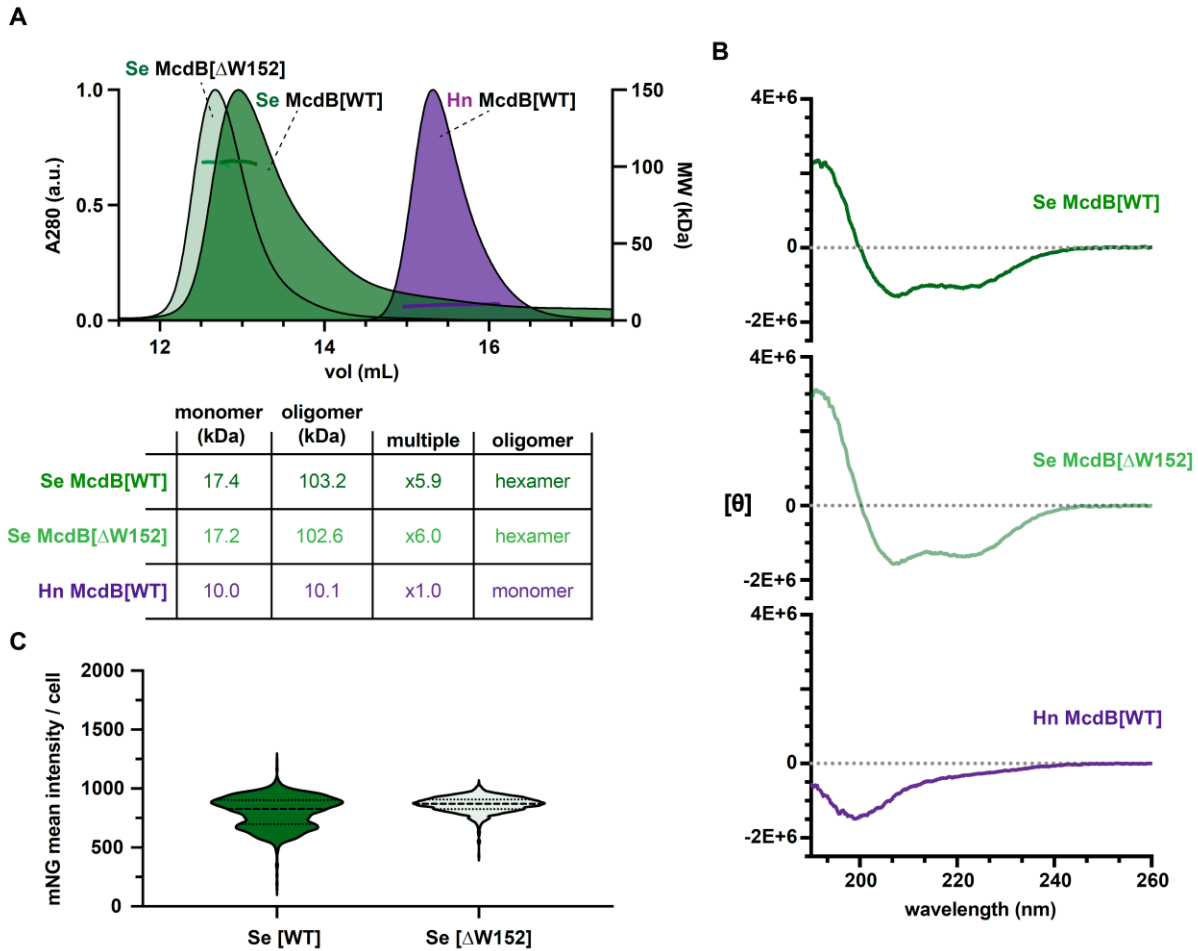 A
Se McdB[ΔW152]
Se McdB[WT]
Hn McdB[WT]
1.0
0.5
0.0
A280 (a.u.)
150
100
50
0
MW (kDa)
12
14
16
vol (mL)
monomer (kDa)
oligomer (kDa)
multiple
oligomer
Se McdB[WT] 17.4 103.2 x5.9 hexamer
Se McdB[ΔW152] 17.2 102.6 x6.0 hexamer
Hn McdB[WT] 10.0 10.1 x1.0 monomer
B
4E+6
0
-2E+6
Se McdB[WT]
4E+6
0
-2E+6
Se McdB[ΔW152]
[θ]
4E+6
0
-2E+6
Hn McdB[WT]
200
220
240
260
wavelength (nm)
C
2000
1500
1000
500
0
mNG mean intensity / cell
Se [WT]
Se [ΔW152]